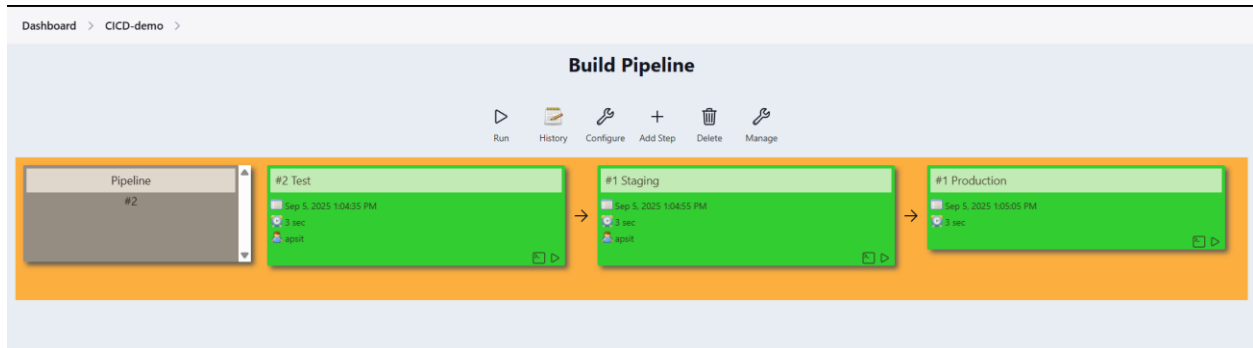 Dashboard > CICD-demo >
Build Pipeline
Run History Configure Add Step Delete Manage
Pipeline
#2
#2 Test
Sep 5, 2025 1:04:35 PM
3 sec
apsit
#1 Staging
Sep 5, 2025 1:04:55 PM
3 sec
apsit
#1 Production
Sep 5, 2025 1:05:05 PM
3 sec